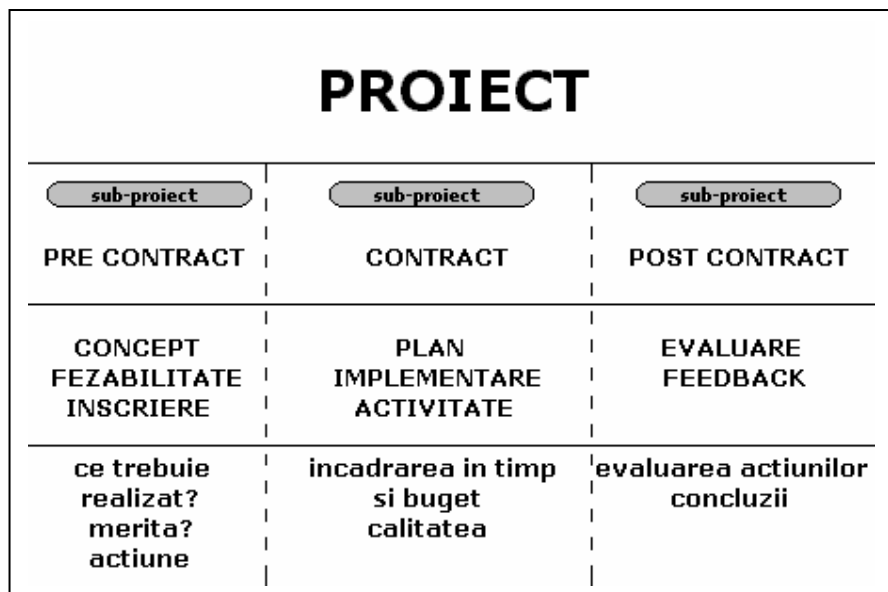 PROIECT
sub-proiect
sub-proiect
sub-proiect
PRE CONTRACT
CONTRACT
POST CONTRACT
CONCEPT
FEZABILITATE
INSCRIERE
PLAN
IMPLEMENTARE
ACTIVITATE
EVALUARE
FEEDBACK
ce trebuie
realizat?
merita?
actiune
incadrarea in timp
si buget
calitatea
evaluarea actiunilor
concluzii